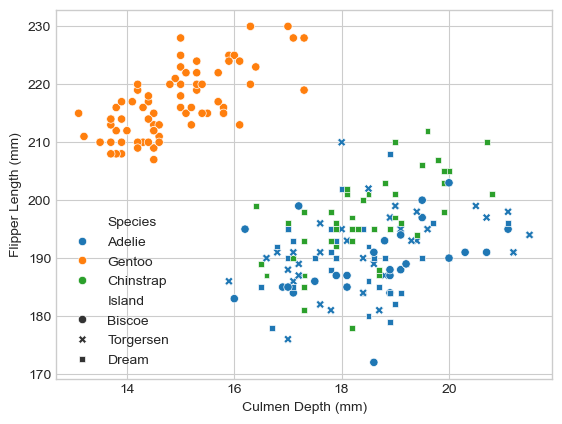 230
220
210
200
190
180
170
Flipper Length (mm)
Species
Adelie
Gentoo
Chinstrap
Island
Biscoe
Torgersen
Dream
14
16
18
20
Culmen Depth (mm)